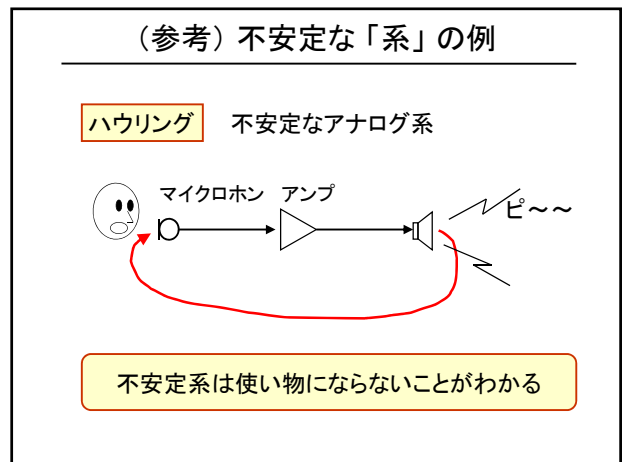 （参考）不安定な「系」の例
ハウリング 不安定なアナログ系
マイクロホン アンプ
ピ～～
不安定系は使い物にならないことがわかる